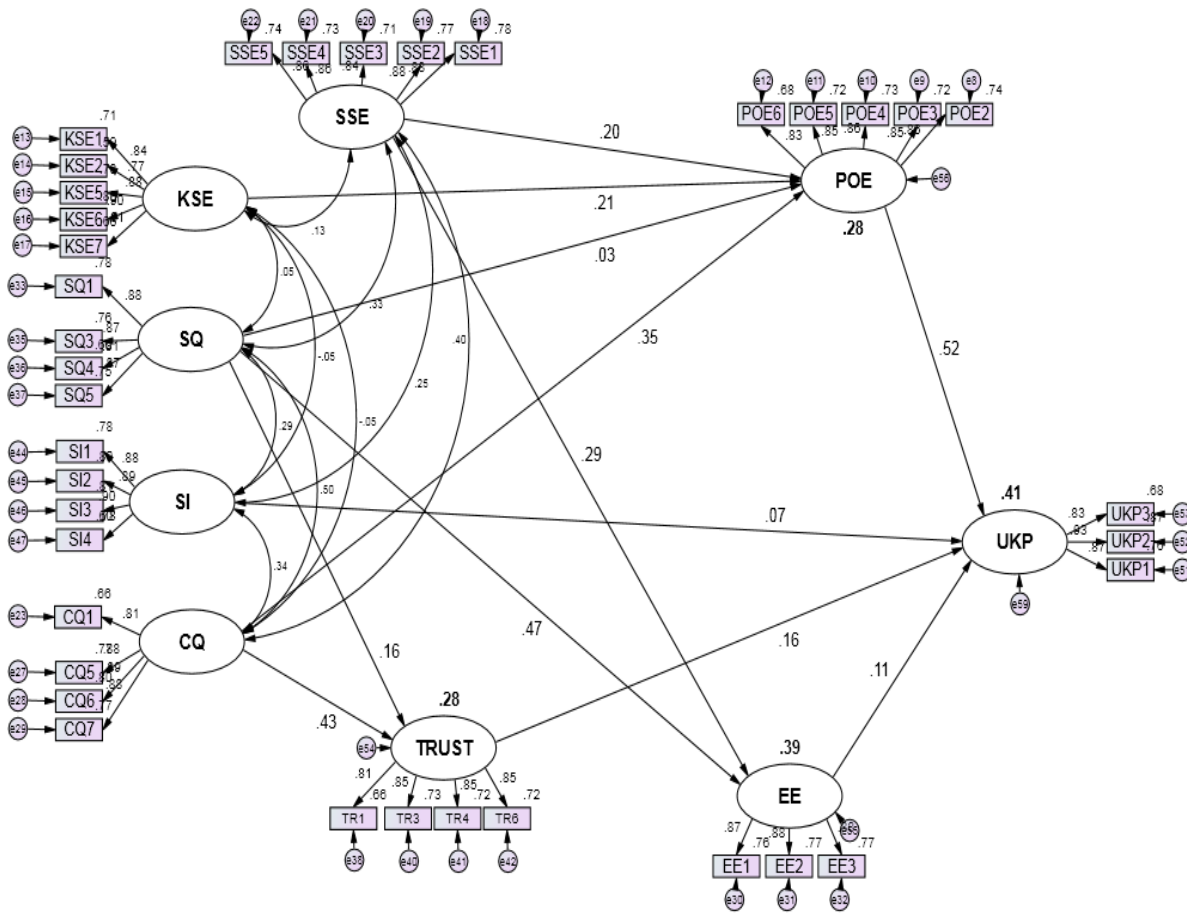 e22 e21 e20 e19 e18
.74 .73 .71 .77 .78
SSE5 SSE4 SSE3 SSE2 SSE1
.86 .84 .88
SSE
e12 e11 e10 e9 e8
.68 .72 .73 .72 .74
POE6 POE5 POE4 POE3 POE2
.83 .85 .86 .85
POE
e56
.28
.71
e13 KSE1 .84
e14 KSE2 .77
e15 KSE5 .88
e16 KSE6 .90
e17 KSE7
KSE
.20
.21
.13
.05
.03
.33
.40
.35
-.05
.25
.52
.78
e33 SQ1 .88
.76
e35 SQ3 .87
e36 SQ4
e37 SQ5
SQ
.29
-.05
.29
.50
.78
e44 SI1 .88
e45 SI2 .89
e46 SI3 .90
e47 SI4
SI
.07
.41
UKP
e59
.68
.83 UKP3
.93 UKP2
.87 UKP1
.34
.66
e23 CQ1 .81
e27 CQ5 .88
e28 CQ6
e29 CQ7
CQ
.47
.16
.16
.11
.43
.28
TRUST
e54
.81 .85 .85 .85
.66 .73 .72 .72
TR1 TR3 TR4 TR6
e38 e40 e41 e42
.39
EE
.87 .88
.76 .77 .77
EE1 EE2 EE3
e30 e31 e32